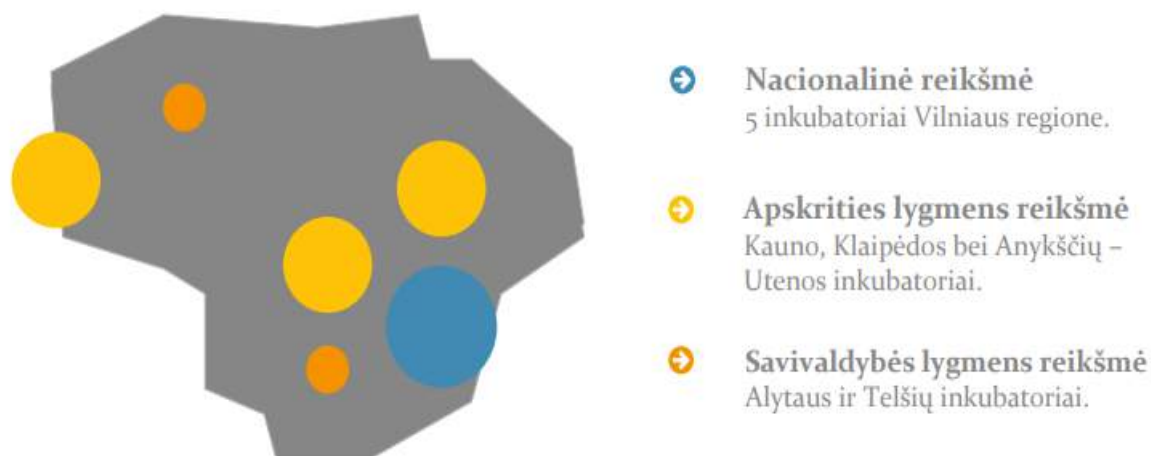 Nacionalinė reikšmė
5 inkubatoriai Vilniaus regione.
Apskrities lygmens reikšmė
Kauno, Klaipėdos bei Anykščių –
Utenos inkubatoriai.
Savivaldybės lygmens reikšmė
Alytaus ir Telšių inkubatoriai.